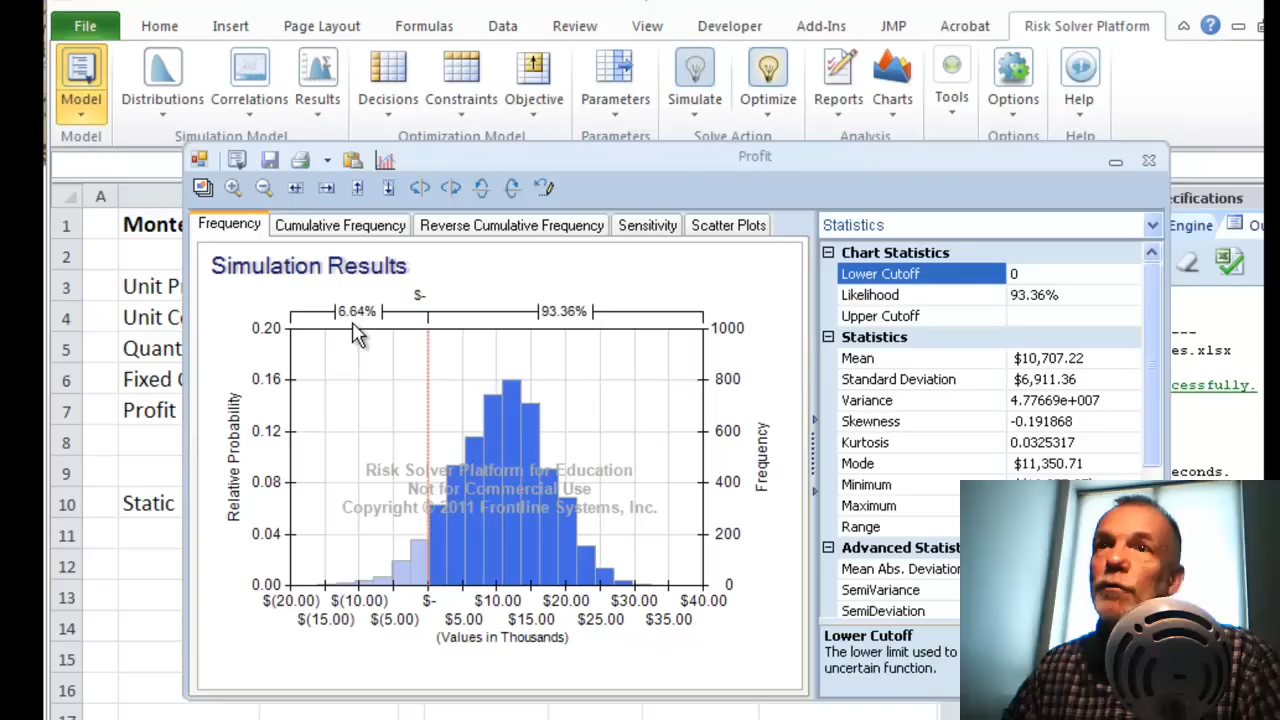 File Home Insert Page Layout Formulas Data Review View Developer Add-Ins JMP Acrobat Risk Solver Platform
Model Distributions Correlations Results Decisions Constraints Objective Parameters Simulate Optimize Reports Charts Tools Options Help
Model Simulation Model Optimization Model Parameters Solve Action Analysis Options Help
Profit
Frequency Cumulative Frequency Reverse Cumulative Frequency Sensitivity Scatter Plots
Simulation Results
$-
6.64% 93.36%
0.20 1000
0.16 800
0.12 600
0.08 400
0.04 200
0.00 0
Relative Probability
Frequency
Risk Solver Platform for Education
Not for Commercial Use
Copyright © 2011 Frontline Systems, Inc.
$(20.00) $(10.00) $- $10.00 $20.00 $30.00 $40.00
$(15.00) $(5.00) $5.00 $15.00 $25.00 $35.00
(Values in Thousands)
Statistics
Chart Statistics
Lower Cutoff 0
Likelihood 93.36%
Upper Cutoff
Statistics
Mean $10,707.22
Standard Deviation $6,911.36
Variance 4.77669e+007
Skewness -0.191868
Kurtosis 0.0325317
Mode $11,350.71
Minimum
Maximum
Range
Advanced Statist
Mean Abs. Deviation
SemiVariance
SemiDeviation
Lower Cutoff
The lower limit used to
uncertain function.
A
1 Monte
2
3 Unit P
4 Unit Co
5 Quant
6 Fixed C
7 Profit
8
9
10 Static
11
12
13
14
15
16
17
cifications
Engine Ou
---
es.xlsx
cessfully.
econds.